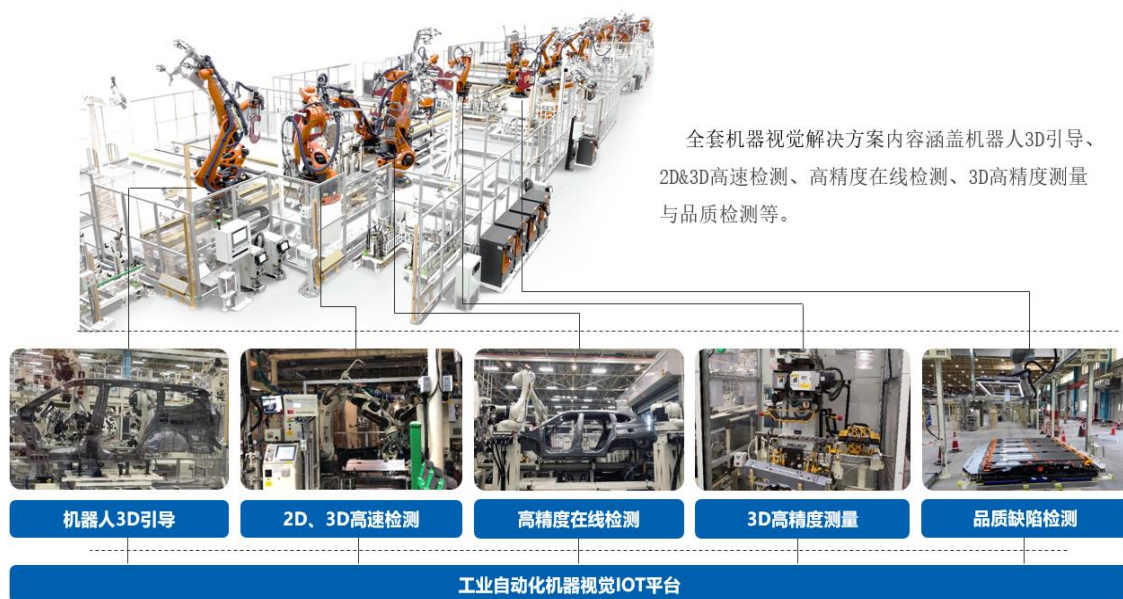 全套机器视觉解决方案内容涵盖机器人3D引导、
2D&3D高速检测、高精度在线检测、3D高精度测量
与品质检测等。
机器人3D引导
2D、3D高速检测
高精度在线检测
3D高精度测量
品质缺陷检测
工业自动化机器视觉IOT平台